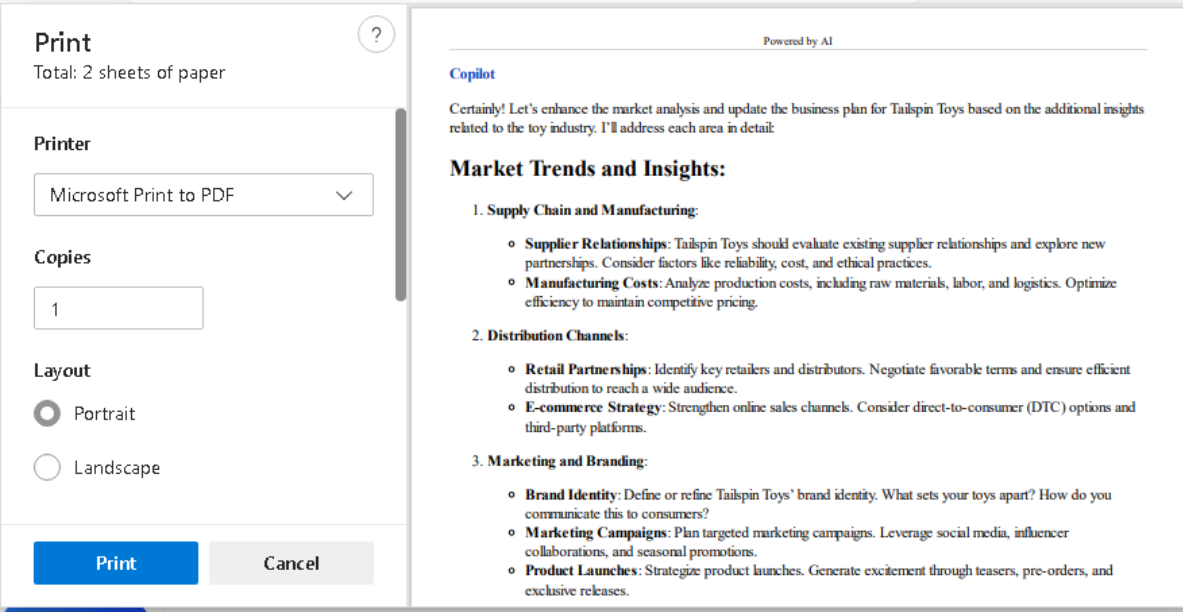 Print
Total: 2 sheets of paper
?
Printer
Microsoft Print to PDF
Copies
1
Layout
Portrait
Landscape
Print
Cancel
Powered by AI
Copilot
Certainly! Let's enhance the market analysis and update the business plan for Tailspin Toys based on the additional insights
related to the toy industry. I'll address each area in detail:
Market Trends and Insights:
1. Supply Chain and Manufacturing:
Supplier Relationships: Tailspin Toys should evaluate existing supplier relationships and explore new
partnerships. Consider factors like reliability, cost, and ethical practices.
Manufacturing Costs: Analyze production costs, including raw materials, labor, and logistics. Optimize
efficiency to maintain competitive pricing.
2. Distribution Channels:
Retail Partnerships: Identify key retailers and distributors. Negotiate favorable terms and ensure efficient
distribution to reach a wide audience.
E-commerce Strategy: Strengthen online sales channels. Consider direct-to-consumer (DTC) options and
third-party platforms.
3. Marketing and Branding:
Brand Identity: Define or refine Tailspin Toys' brand identity. What sets your toys apart? How do you
communicate this to consumers?
Marketing Campaigns: Plan targeted marketing campaigns. Leverage social media, influencer
collaborations, and seasonal promotions.
Product Launches: Strategize product launches. Generate excitement through teasers, pre-orders, and
exclusive releases.